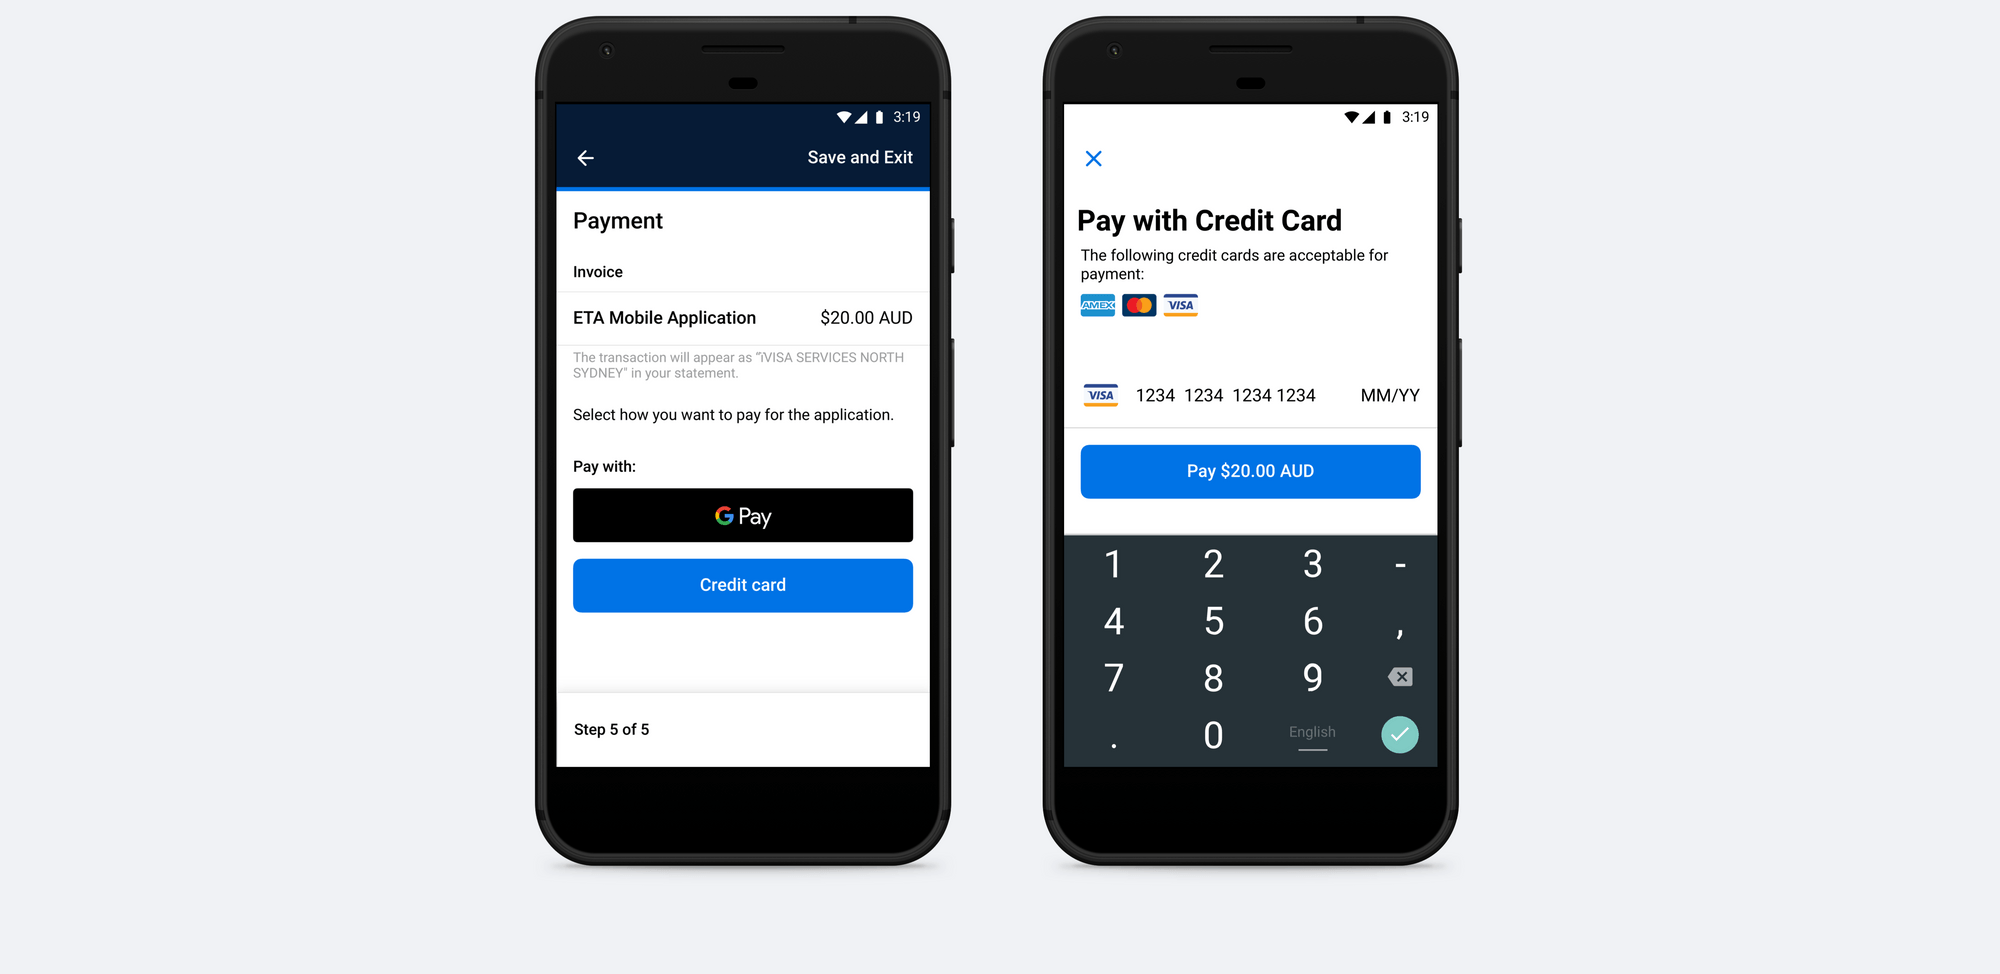 3:19
Save and Exit
Payment
Invoice
ETA Mobile Application $20.00 AUD
The transaction will appear as "iVISA SERVICES NORTH
SYDNEY" in your statement.
Select how you want to pay for the application.
Pay with:
G Pay
Credit card
Step 5 of 5
3:19
Pay with Credit Card
The following credit cards are acceptable for
payment:
AMEX VISA
VISA 1234 1234 1234 1234 MM/YY
Pay $20.00 AUD
1 2 3 -
4 5 6 ,
7 8 9
. 0 English